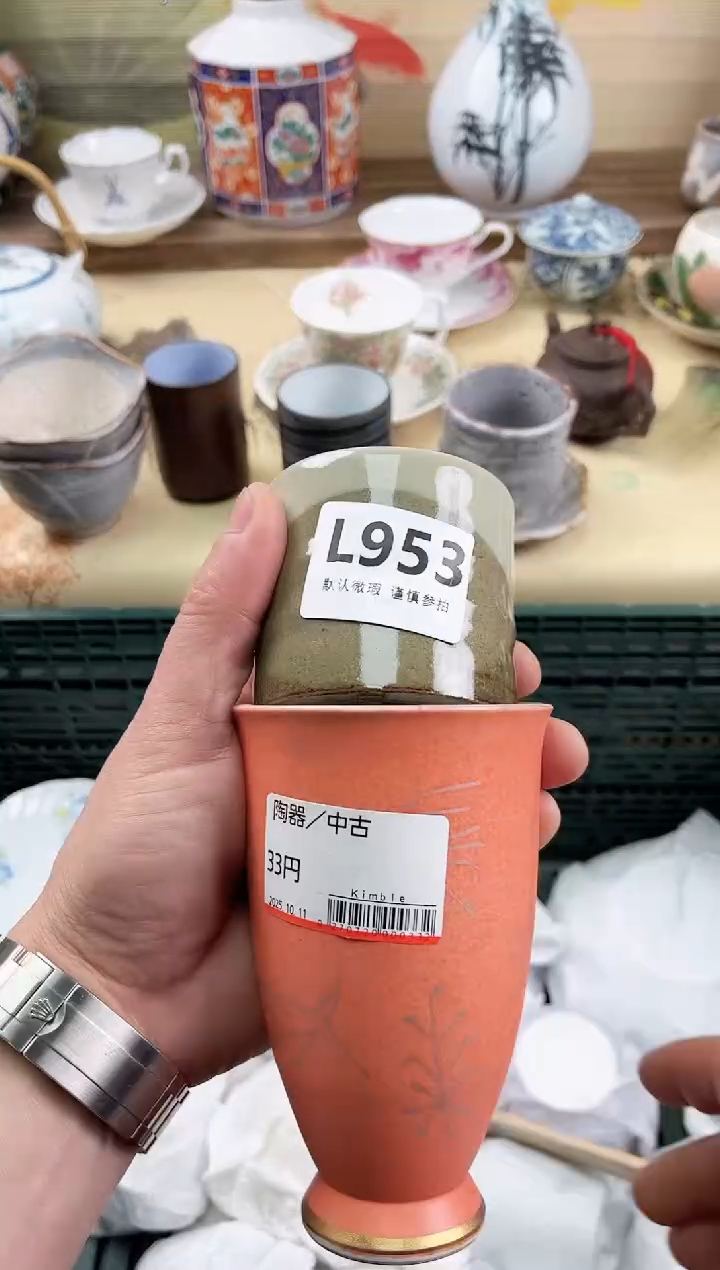 L953
默认微瑕 谨慎参拍
陶器／中古
33円
Kimble
2025.10.11